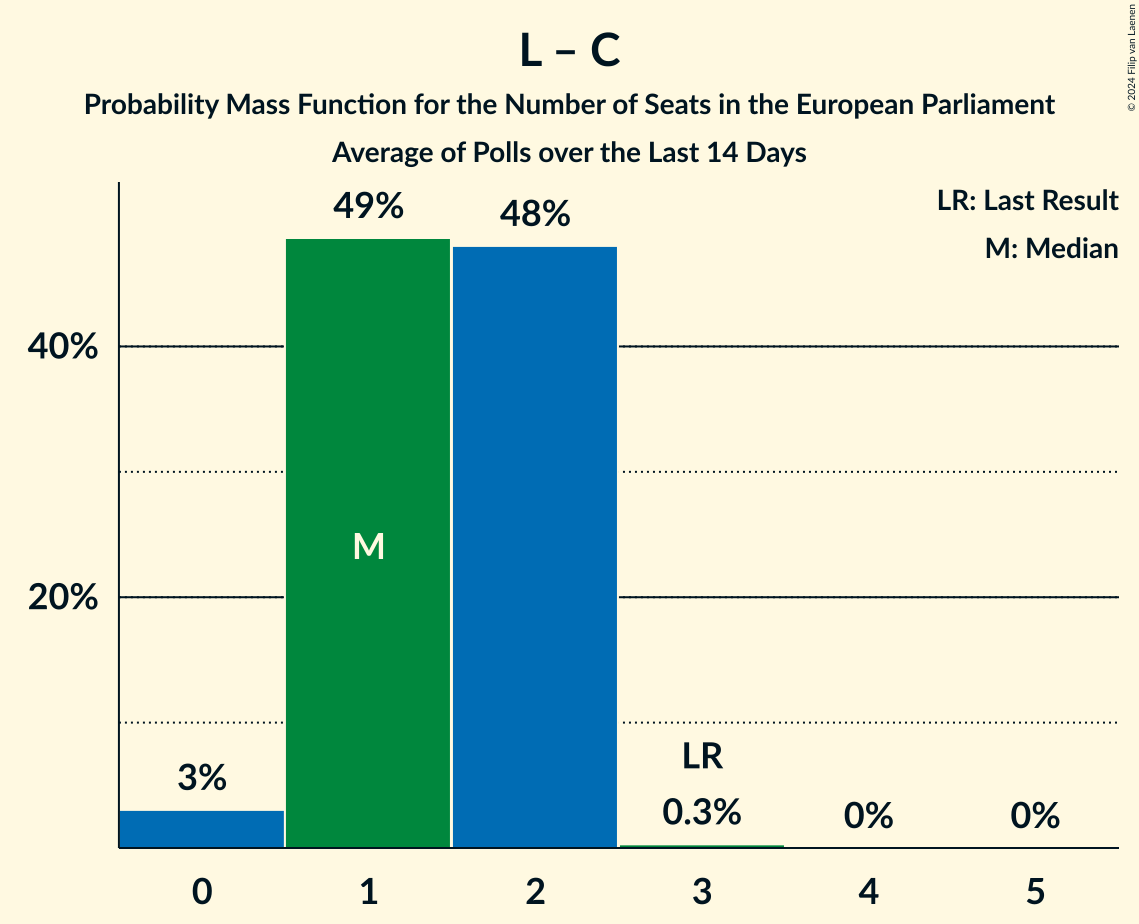 L – C
Probability Mass Function for the Number of Seats in the European Parliament
Average of Polls over the Last 14 Days
© 2024 Filip van Laenen
LR: Last Result
M: Median
49%
48%
40%
M
20%
LR
3%
0.3%
0%
0%
0 1 2 3 4 5